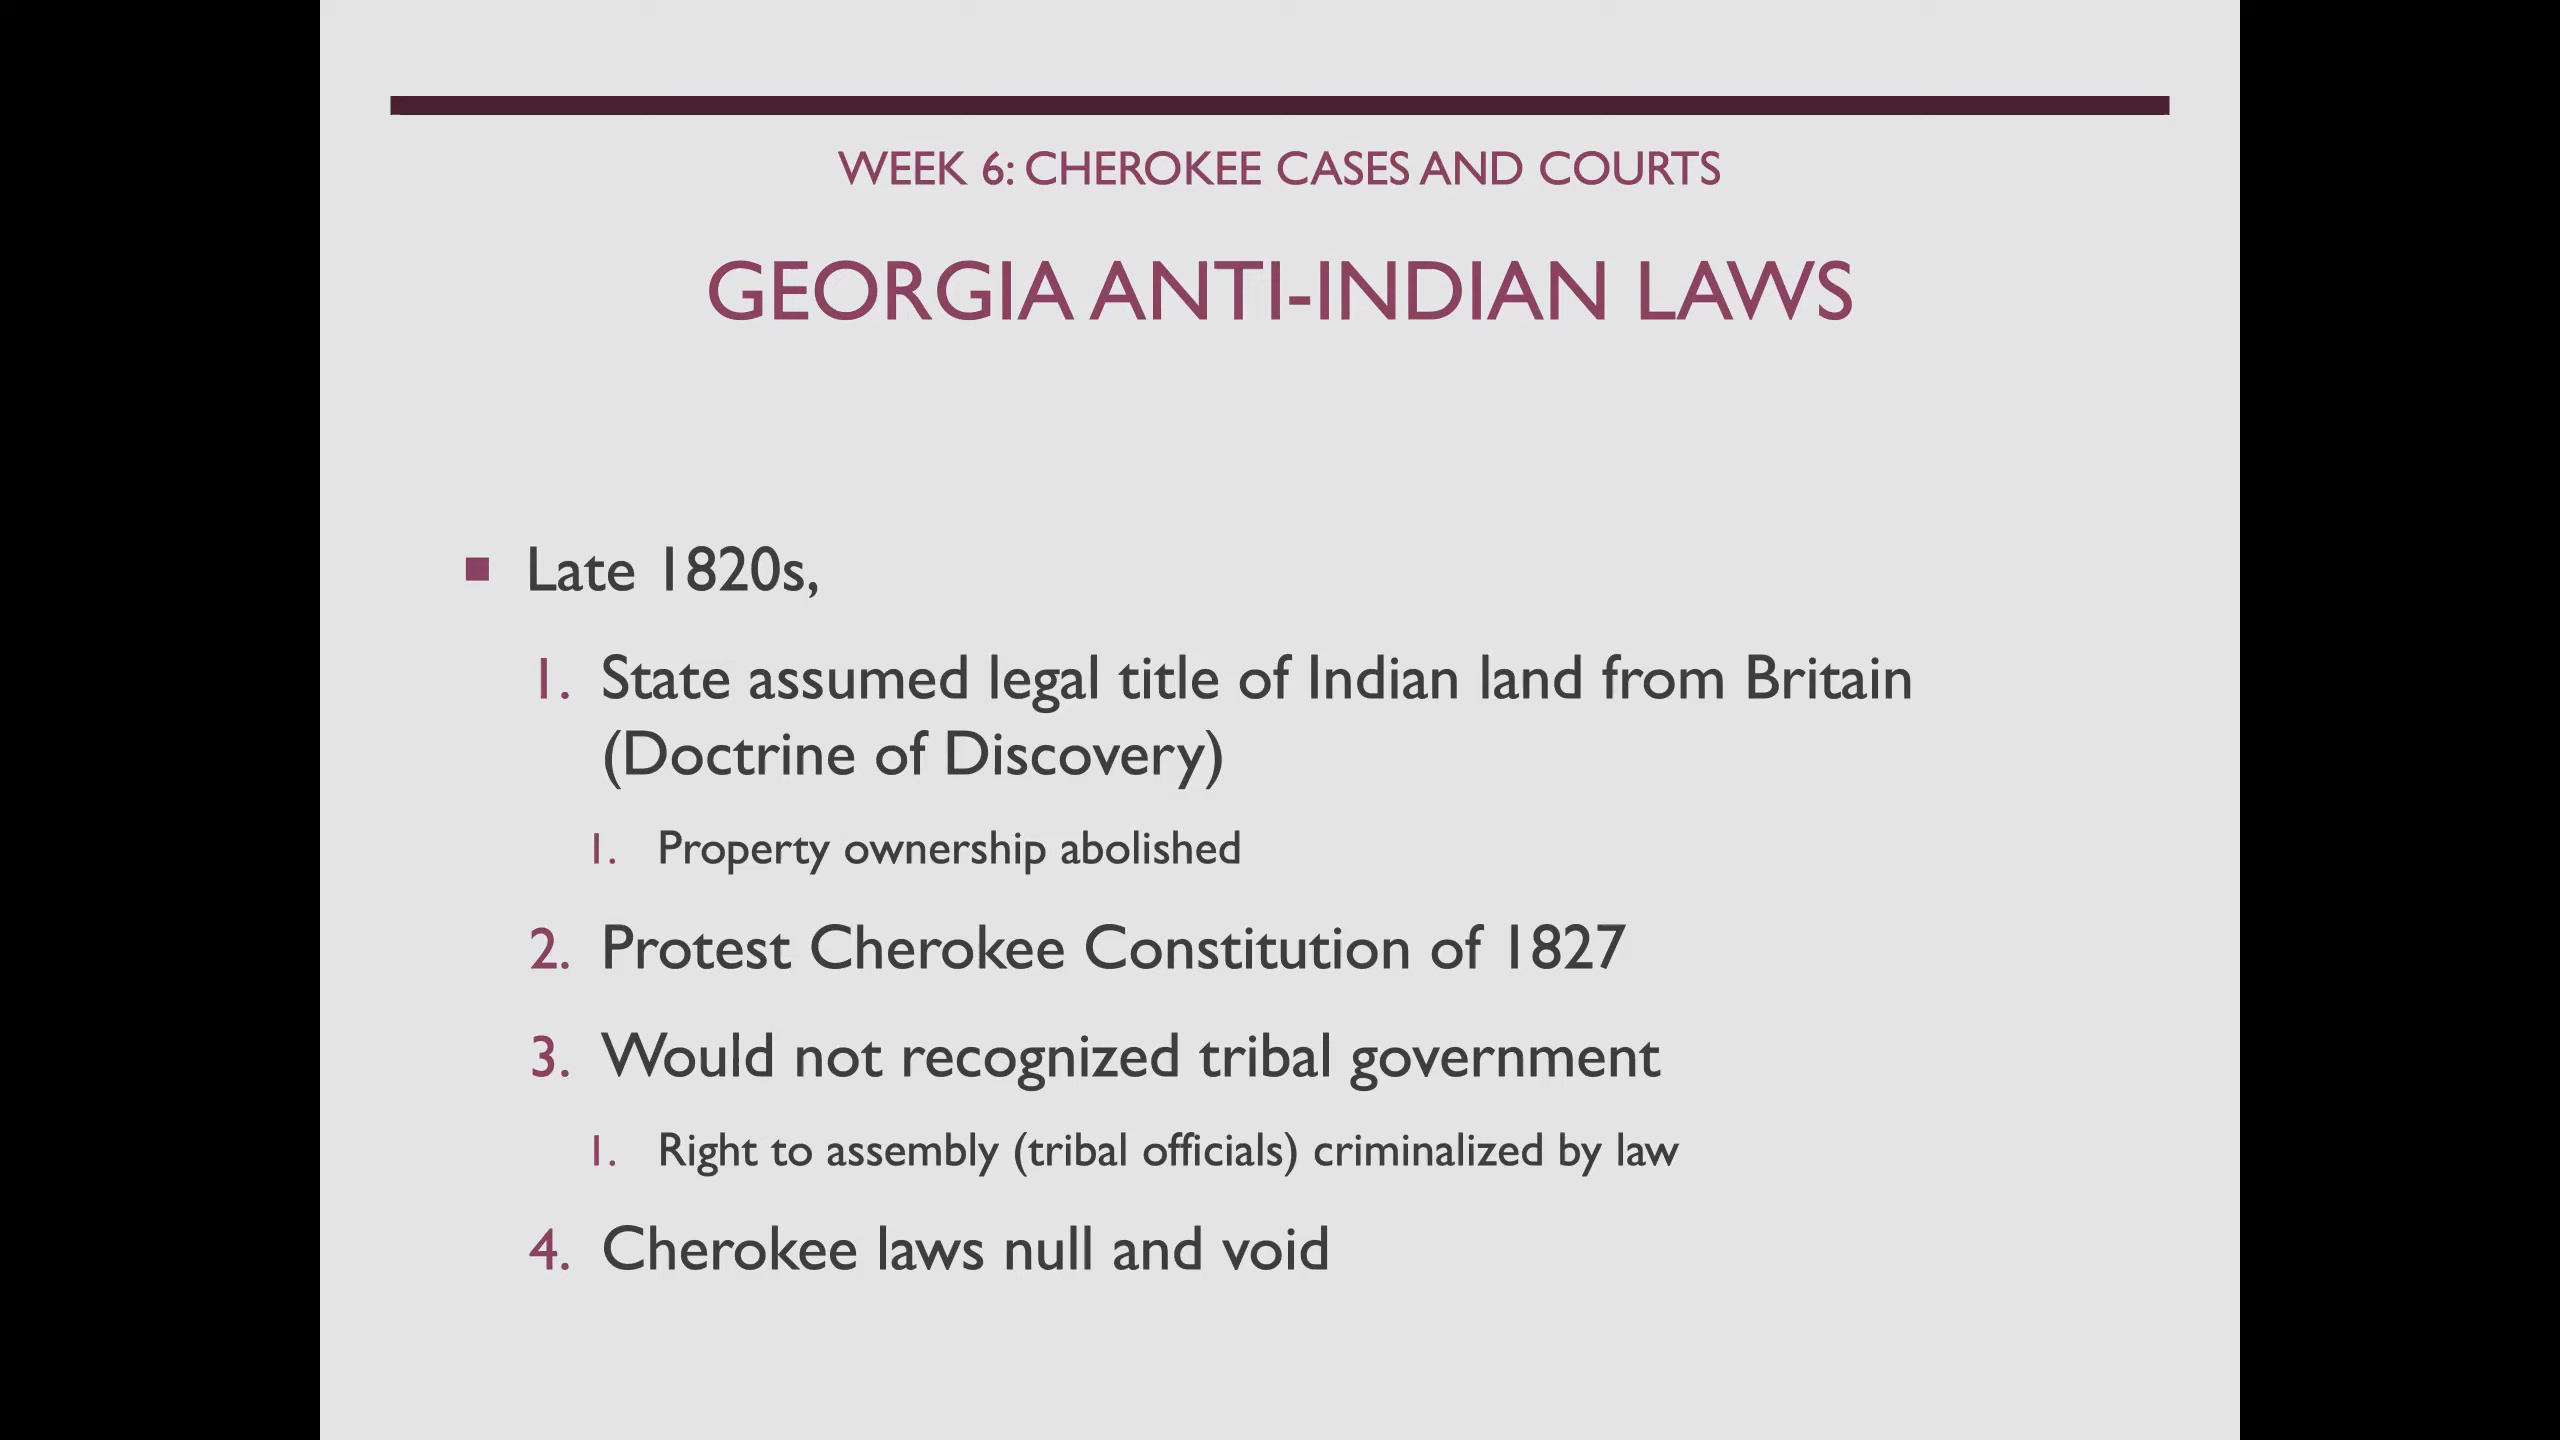 WEEK 6: CHEROKEE CASES AND COURTS
GEORGIA ANTI-INDIAN LAWS
■ Late 1820s,
1. State assumed legal title of Indian land from Britain
(Doctrine of Discovery)
1. Property ownership abolished
2. Protest Cherokee Constitution of 1827
3. Would not recognized tribal government
1. Right to assembly (tribal officials) criminalized by law
4. Cherokee laws null and void